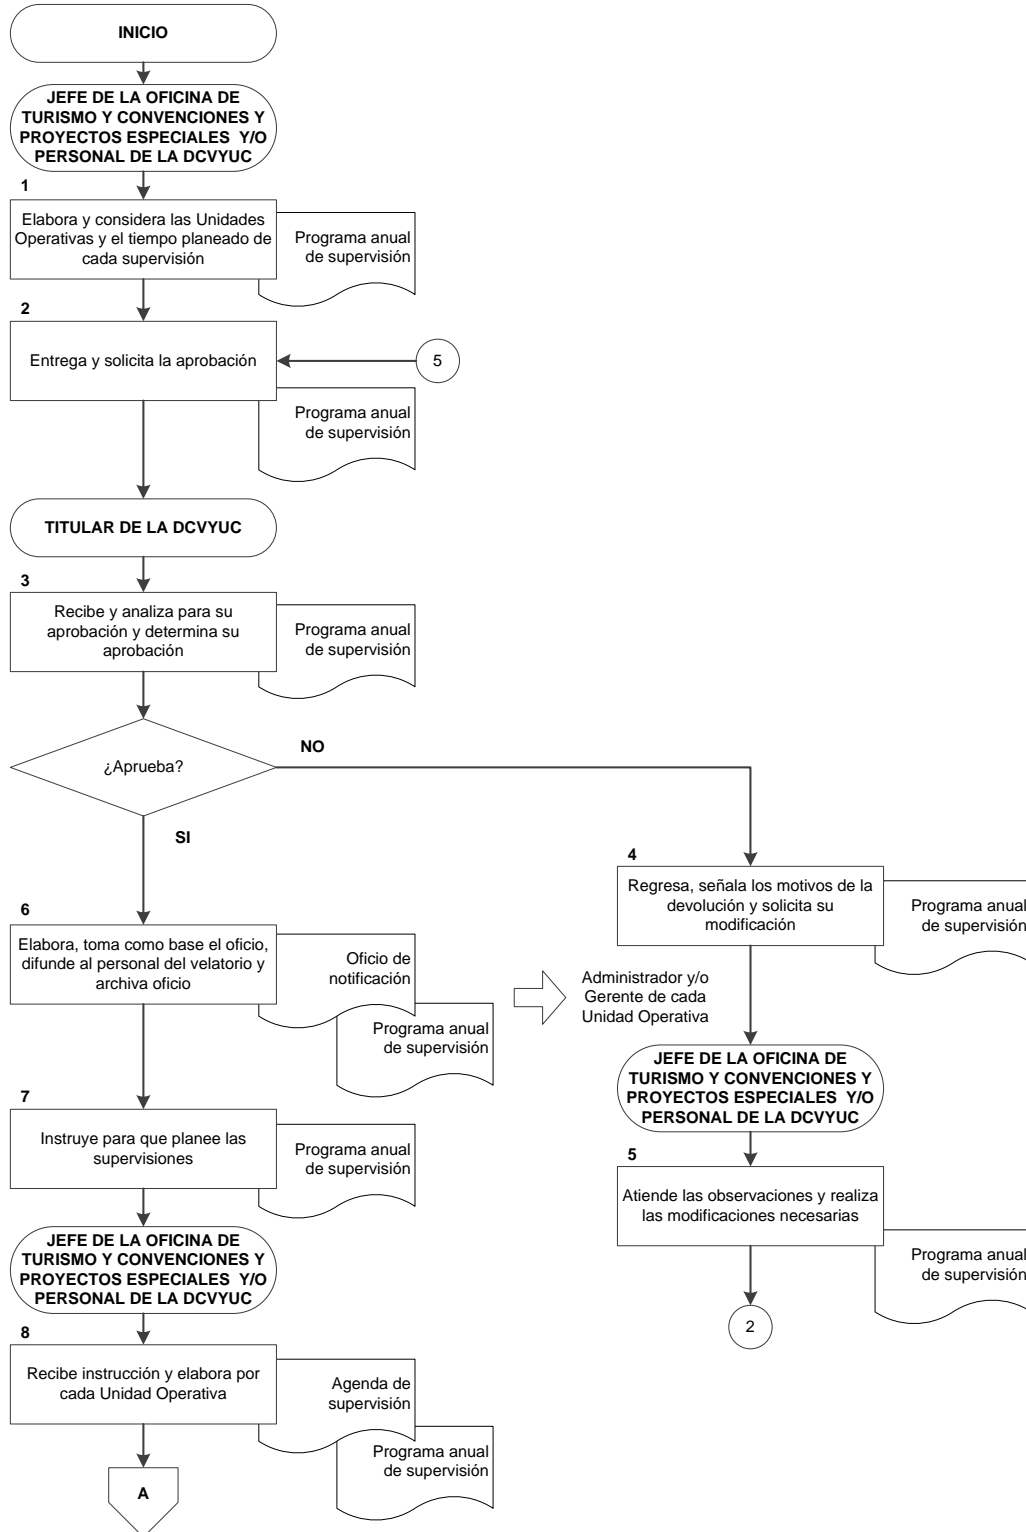 INICIO
JEFE DE LA OFICINA DE
TURISMO Y CONVENCIONES Y
PROYECTOS ESPECIALES Y/O
PERSONAL DE LA DCVYUC
1
Elabora y considera las Unidades
Operativas y el tiempo planeado de
cada supervisión
Programa anual
de supervisión
2
Entrega y solicita la aprobación
5
Programa anual
de supervisión
TITULAR DE LA DCVYUC
3
Recibe y analiza para su
aprobación y determina su
aprobación
Programa anual
de supervisión
¿Aprueba?
NO
SI
4
Regresa, señala los motivos de la
devolución y solicita su
modificación
Programa anual
de supervisión
6
Elabora, toma como base el oficio,
difunde al personal del velatorio y
archiva oficio
Oficio de
notificación
Programa anual
de supervisión
Administrador y/o
Gerente de cada
Unidad Operativa
JEFE DE LA OFICINA DE
TURISMO Y CONVENCIONES Y
PROYECTOS ESPECIALES Y/O
PERSONAL DE LA DCVYUC
7
Instruye para que planee las
supervisiones
Programa anual
de supervisión
5
Atiende las observaciones y realiza
las modificaciones necesarias
Programa anual
de supervisión
2
JEFE DE LA OFICINA DE
TURISMO Y CONVENCIONES Y
PROYECTOS ESPECIALES Y/O
PERSONAL DE LA DCVYUC
8
Recibe instrucción y elabora por
cada Unidad Operativa
Agenda de
supervisión
Programa anual
de supervisión
A